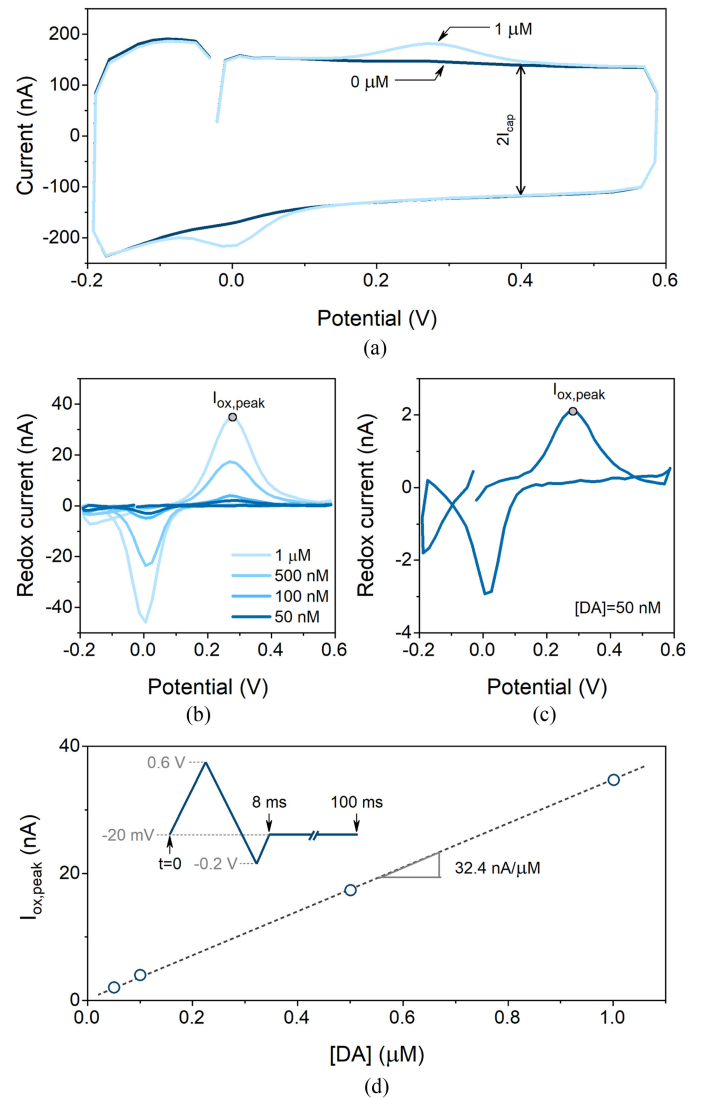 200
100
0
-100
-200
Current (nA)
1 μM
0 μM
2I_cap
-0.2 0.0 0.2 0.4 0.6
Potential (V)
(a)
40
20
0
-20
-40
Redox current (nA)
I_ox,peak
1 μM
500 nM
100 nM
50 nM
-0.2 0.0 0.2 0.4 0.6
Potential (V)
(b)
2
0
-2
-4
Redox current (nA)
I_ox,peak
[DA]=50 nM
-0.2 0.0 0.2 0.4 0.6
Potential (V)
(c)
40
20
0
I_ox,peak (nA)
0.6 V
8 ms 100 ms
-20 mV
t=0
-0.2 V
32.4 nA/μM
0.0 0.2 0.4 0.6 0.8 1.0
[DA] (μM)
(d)